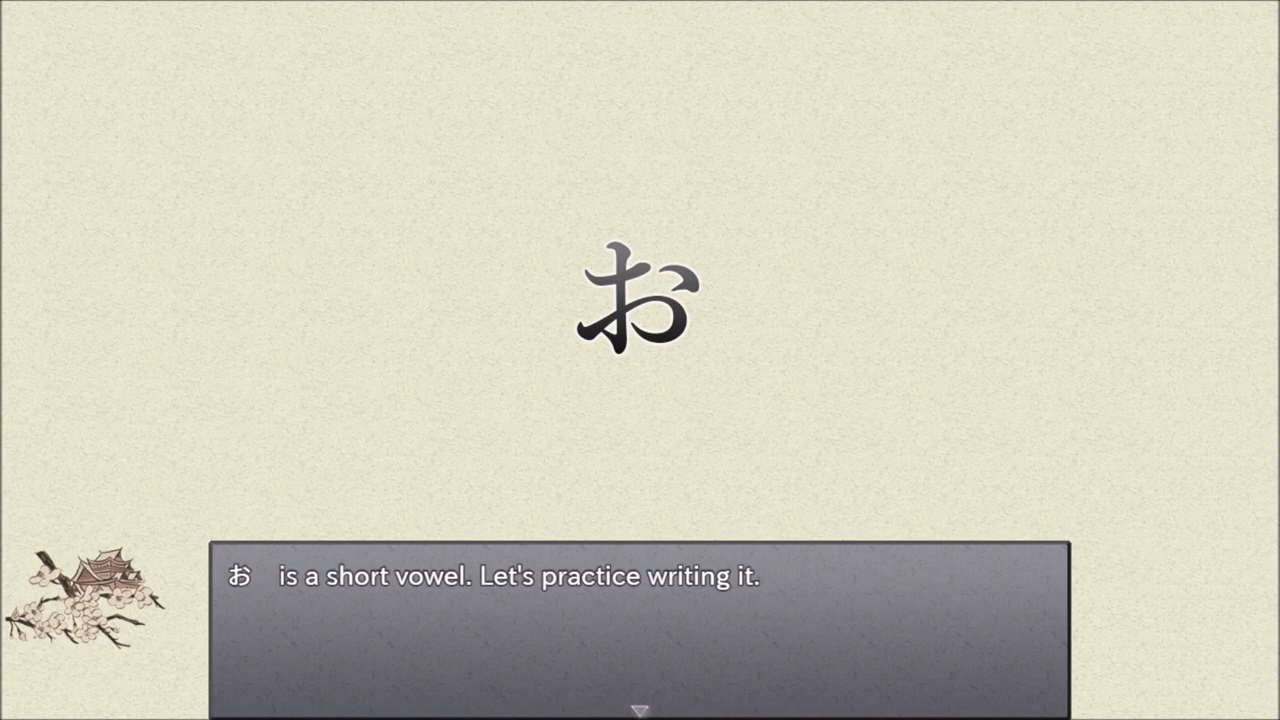 お
お　is a short vowel. Let's practice writing it.